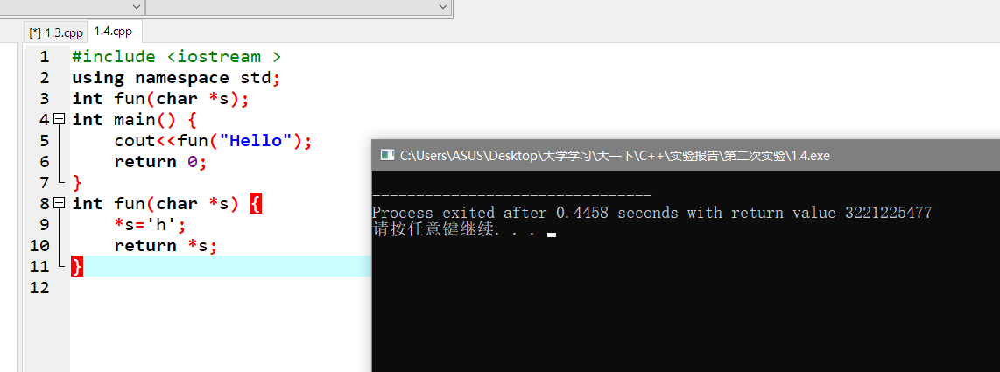 [*] 1.3.cpp 1.4.cpp
1 #include <iostream >
2 using namespace std;
3 int fun(char *s);
4 int main() {
5 cout<<fun("Hello");
6 return 0;
7 }
8 int fun(char *s) {
9 *s='h';
10 return *s;
11 }
12
C:\Users\ASUS\Desktop\大学学习\大一下\C++\实验报告\第二次实验\1.4.exe
--------------------------------
Process exited after 0.4458 seconds with return value 3221225477
请按任意键继续. . .